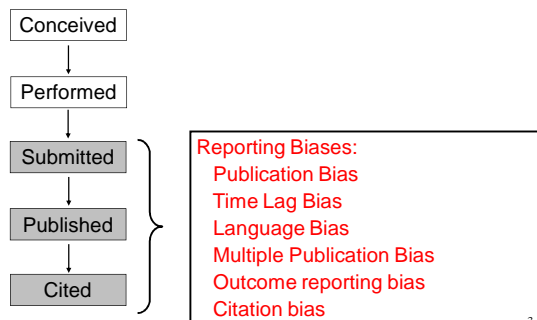 Conceived
Performed
Submitted
Published
Cited
Reporting Biases:
Publication Bias
Time Lag Bias
Language Bias
Multiple Publication Bias
Outcome reporting bias
Citation bias